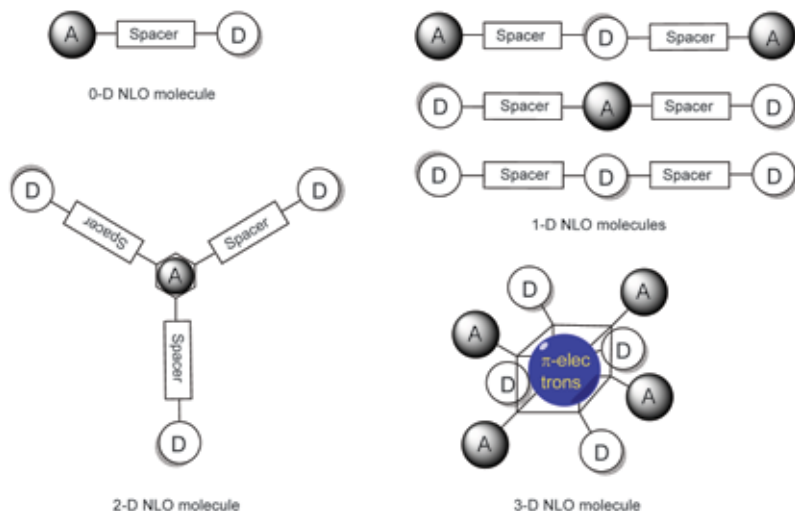 A Spacer D
0-D NLO molecule
A Spacer D Spacer A
D Spacer A Spacer D
D Spacer D Spacer D
1-D NLO molecules
D D
Spacer Spacer
A
Spacer
D
2-D NLO molecule
D A
A
D
π-elec
trons
D
A
A D
3-D NLO molecule